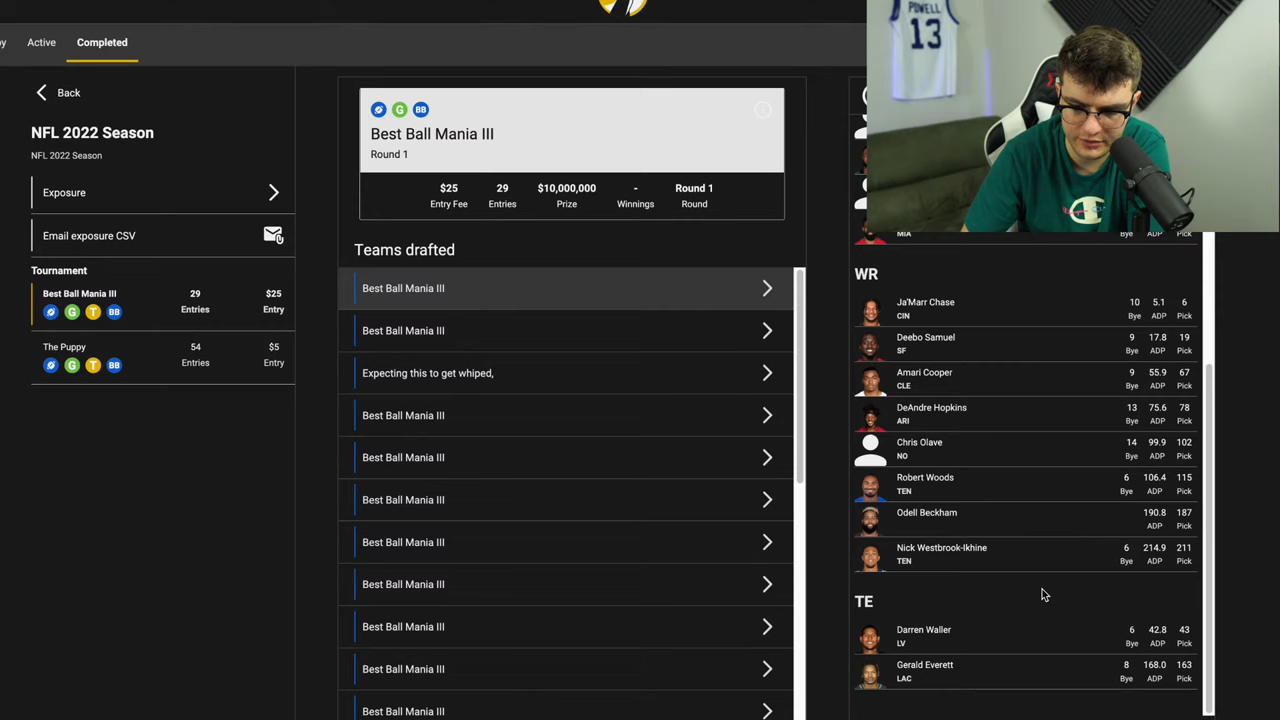 POWELL
13
y
Active
Completed
Back
NFL 2022 Season
NFL 2022 Season
Exposure
Email exposure CSV
Tournament
Best Ball Mania III
29
$25
G
T
BB
Entries
Entry
The Puppy
54
$5
G
T
BB
Entries
Entry
G
BB
Best Ball Mania III
Round 1
$25
29
$10,000,000
-
Round 1
Entry Fee
Entries
Prize
Winnings
Round
Teams drafted
Best Ball Mania III
Best Ball Mania III
Expecting this to get whiped,
Best Ball Mania III
Best Ball Mania III
Best Ball Mania III
Best Ball Mania III
Best Ball Mania III
Best Ball Mania III
Best Ball Mania III
Best Ball Mania III
MIA
Bye
ADP
Pick
WR
Ja'Marr Chase
10
5.1
6
CIN
Bye
ADP
Pick
Deebo Samuel
9
17.8
19
SF
Bye
ADP
Pick
Amari Cooper
9
55.9
67
CLE
Bye
ADP
Pick
DeAndre Hopkins
13
75.6
78
ARI
Bye
ADP
Pick
Chris Olave
14
99.9
102
NO
Bye
ADP
Pick
Robert Woods
6
106.4
115
TEN
Bye
ADP
Pick
Odell Beckham
190.8
187
ADP
Pick
Nick Westbrook-Ikhine
6
214.9
211
TEN
Bye
ADP
Pick
TE
Darren Waller
6
42.8
43
LV
Bye
ADP
Pick
Gerald Everett
8
168.0
163
LAC
Bye
ADP
Pick